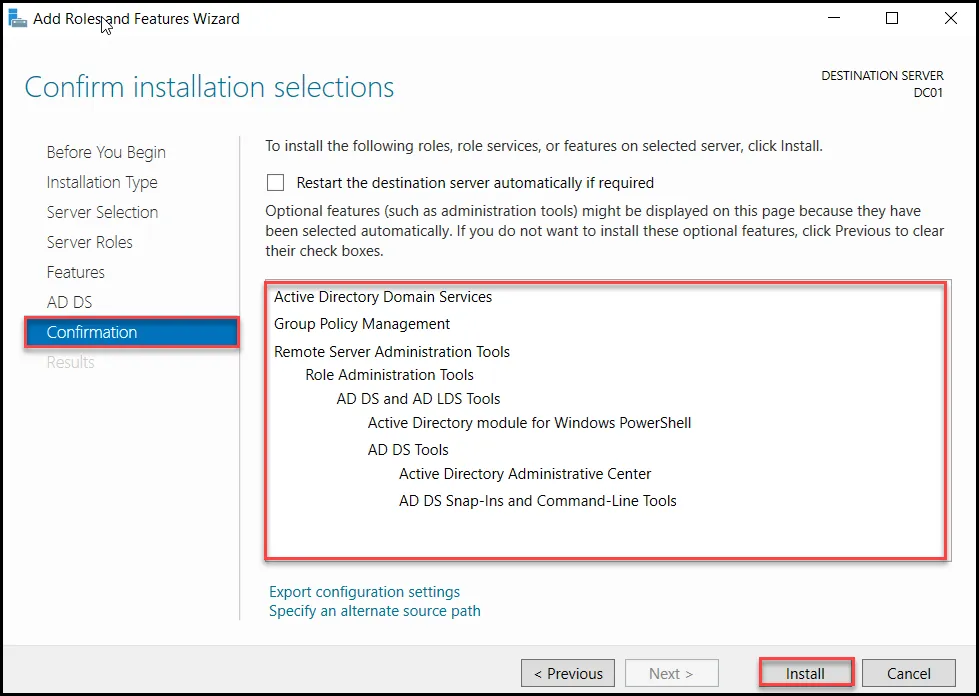 Add Roles and Features Wizard
Confirm installation selections
DESTINATION SERVER
DC01
Before You Begin
Installation Type
Server Selection
Server Roles
Features
AD DS
Confirmation
Results
To install the following roles, role services, or features on selected server, click Install.
Restart the destination server automatically if required
Optional features (such as administration tools) might be displayed on this page because they have
been selected automatically. If you do not want to install these optional features, click Previous to clear
their check boxes.
Active Directory Domain Services
Group Policy Management
Remote Server Administration Tools
Role Administration Tools
AD DS and AD LDS Tools
Active Directory module for Windows PowerShell
AD DS Tools
Active Directory Administrative Center
AD DS Snap-Ins and Command-Line Tools
Export configuration settings
Specify an alternate source path
< Previous
Next >
Install
Cancel